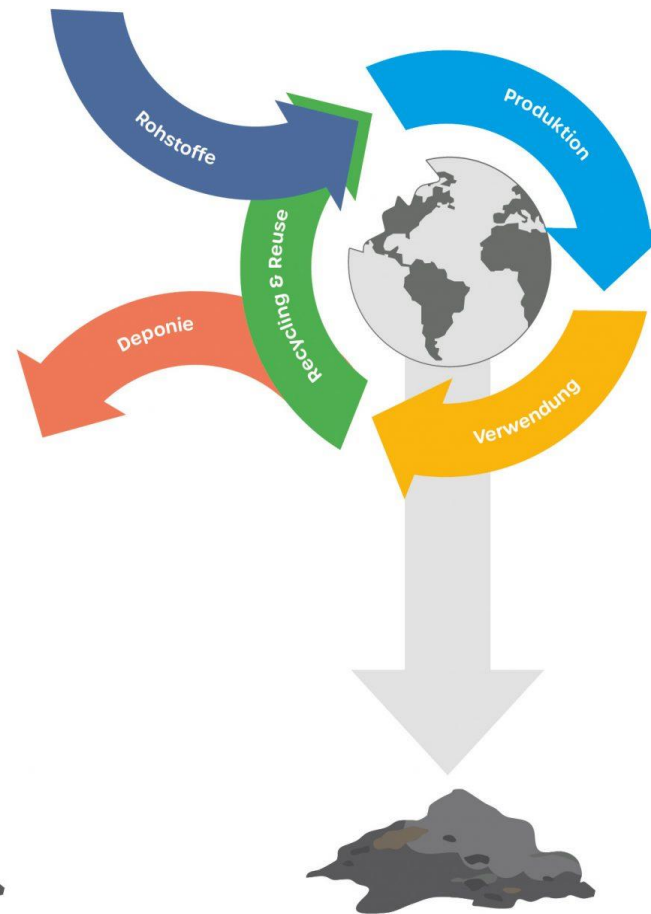 Rohstoffe
Produktion
Recycling & Reuse
Deponie
Verwendung